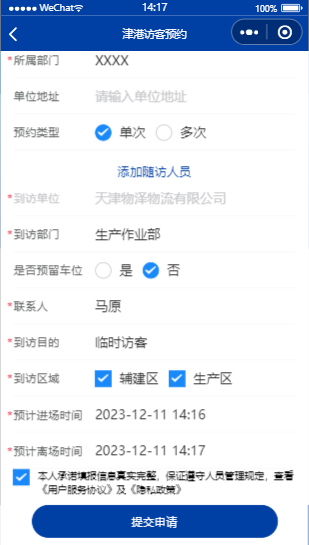 WeChat 14:17 100%
津港访客预约
*所属部门 XXXX
单位地址 请输入单位地址
预约类型 单次 多次
添加随访人员
*到访单位 天津物泽物流有限公司
*到访部门 生产作业部
是否预留车位 是 否
*联系人 马原
*到访目的 临时访客
*到访区域 辅建区 生产区
*预计进场时间 2023-12-11 14:16
*预计离场时间 2023-12-11 14:17
本人承诺填报信息真实完整，保证遵守人员管理规定，查看
《用户服务协议》及《隐私政策》
提交申请